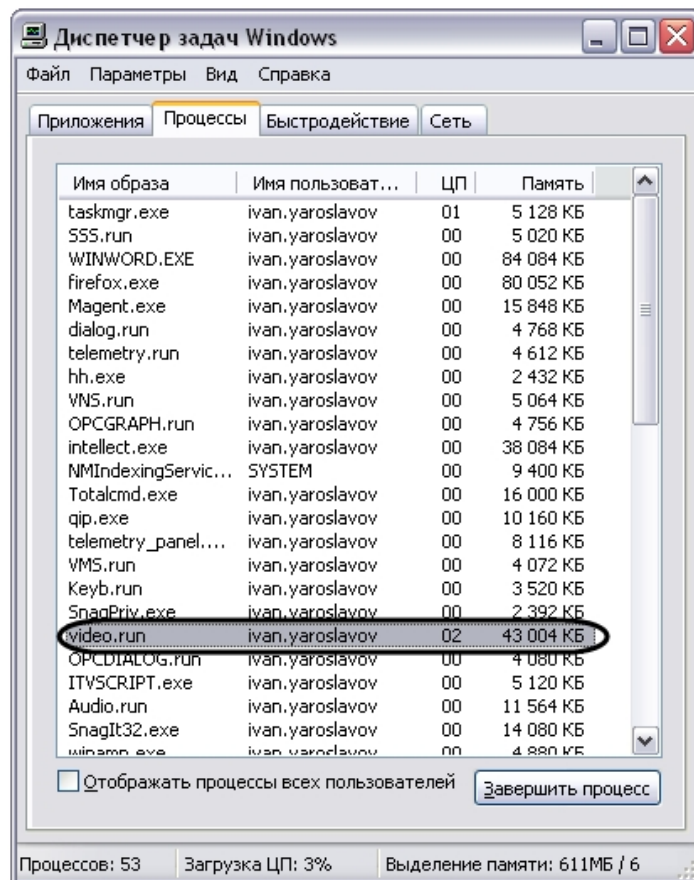 Диспетчер задач Windows
Файл Параметры Вид Справка
Приложения Процессы Быстродействие Сеть
Имя образа Имя пользоват... ЦП Память
taskmgr.exe ivan.yaroslavov 01 5 128 КБ
SSS.run ivan.yaroslavov 00 5 020 КБ
WINWORD.EXE ivan.yaroslavov 00 84 084 КБ
firefox.exe ivan.yaroslavov 00 80 052 КБ
Magent.exe ivan.yaroslavov 00 15 848 КБ
dialog.run ivan.yaroslavov 00 4 768 КБ
telemetry.run ivan.yaroslavov 00 4 612 КБ
hh.exe ivan.yaroslavov 00 2 432 КБ
VNS.run ivan.yaroslavov 00 5 064 КБ
OPCGRAPH.run ivan.yaroslavov 00 4 756 КБ
intellect.exe ivan.yaroslavov 00 38 084 КБ
NMIndexingServic... SYSTEM 00 9 400 КБ
Totalcmd.exe ivan.yaroslavov 00 16 000 КБ
qip.exe ivan.yaroslavov 00 10 160 КБ
telemetry_panel.... ivan.yaroslavov 00 8 116 КБ
VMS.run ivan.yaroslavov 00 4 072 КБ
Keyb.run ivan.yaroslavov 00 3 520 КБ
SnagPriv.exe ivan.yaroslavov 00 2 392 КБ
video.run ivan.yaroslavov 02 43 004 КБ
OPCDIALOG.run ivan.yaroslavov 00 4 080 КБ
ITVSCRIPT.exe ivan.yaroslavov 00 5 120 КБ
Audio.run ivan.yaroslavov 00 11 564 КБ
SnagIt32.exe ivan.yaroslavov 00 14 080 КБ
winamp.exe ivan.yaroslavov 00 4 880 КБ
Отображать процессы всех пользователей Завершить процесс
Процессов: 53 Загрузка ЦП: 3% Выделение памяти: 611МБ / 6